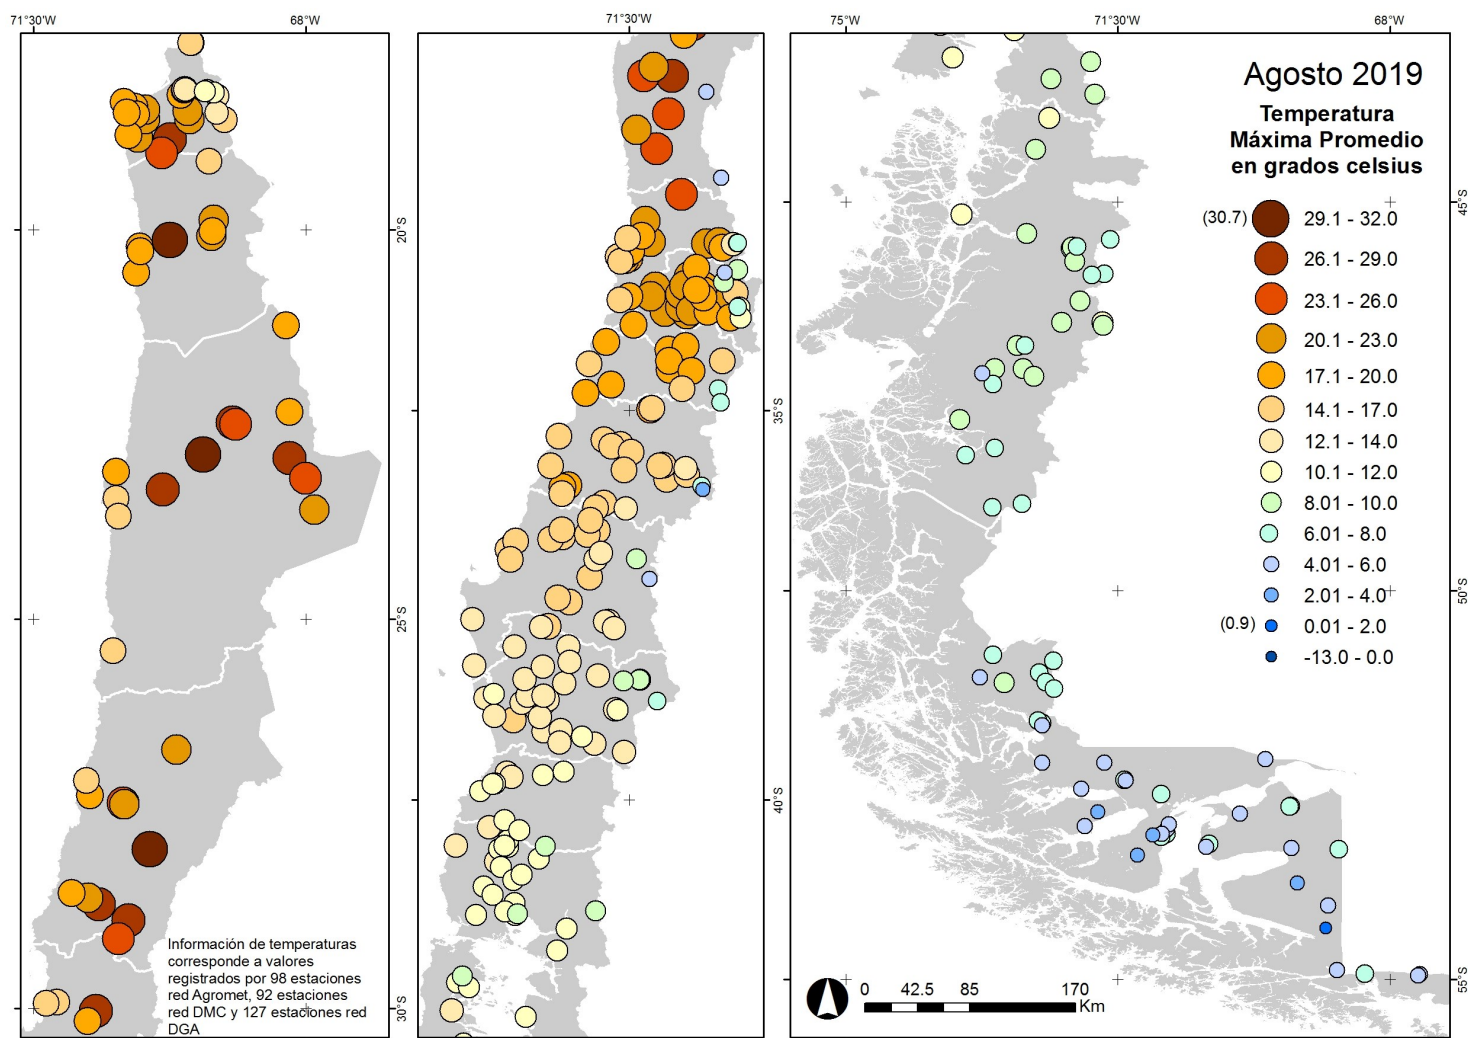 71°30'W
68°W
71°30'W
75°W
71°30'W
68°W
Agosto 2019
Temperatura
Máxima Promedio
en grados celsius
(30.7)
29.1 - 32.0
26.1 - 29.0
23.1 - 26.0
20.1 - 23.0
17.1 - 20.0
14.1 - 17.0
12.1 - 14.0
10.1 - 12.0
8.01 - 10.0
6.01 - 8.0
4.01 - 6.0
2.01 - 4.0
(0.9)
0.01 - 2.0
-13.0 - 0.0
20°S
25°S
30°S
35°S
40°S
45°S
50°S
55°S
Información de temperaturas
corresponde a valores
registrados por 98 estaciones
red Agromet, 92 estaciones
red DMC y 127 estaciones red
DGA
0 42.5 85 170
Km